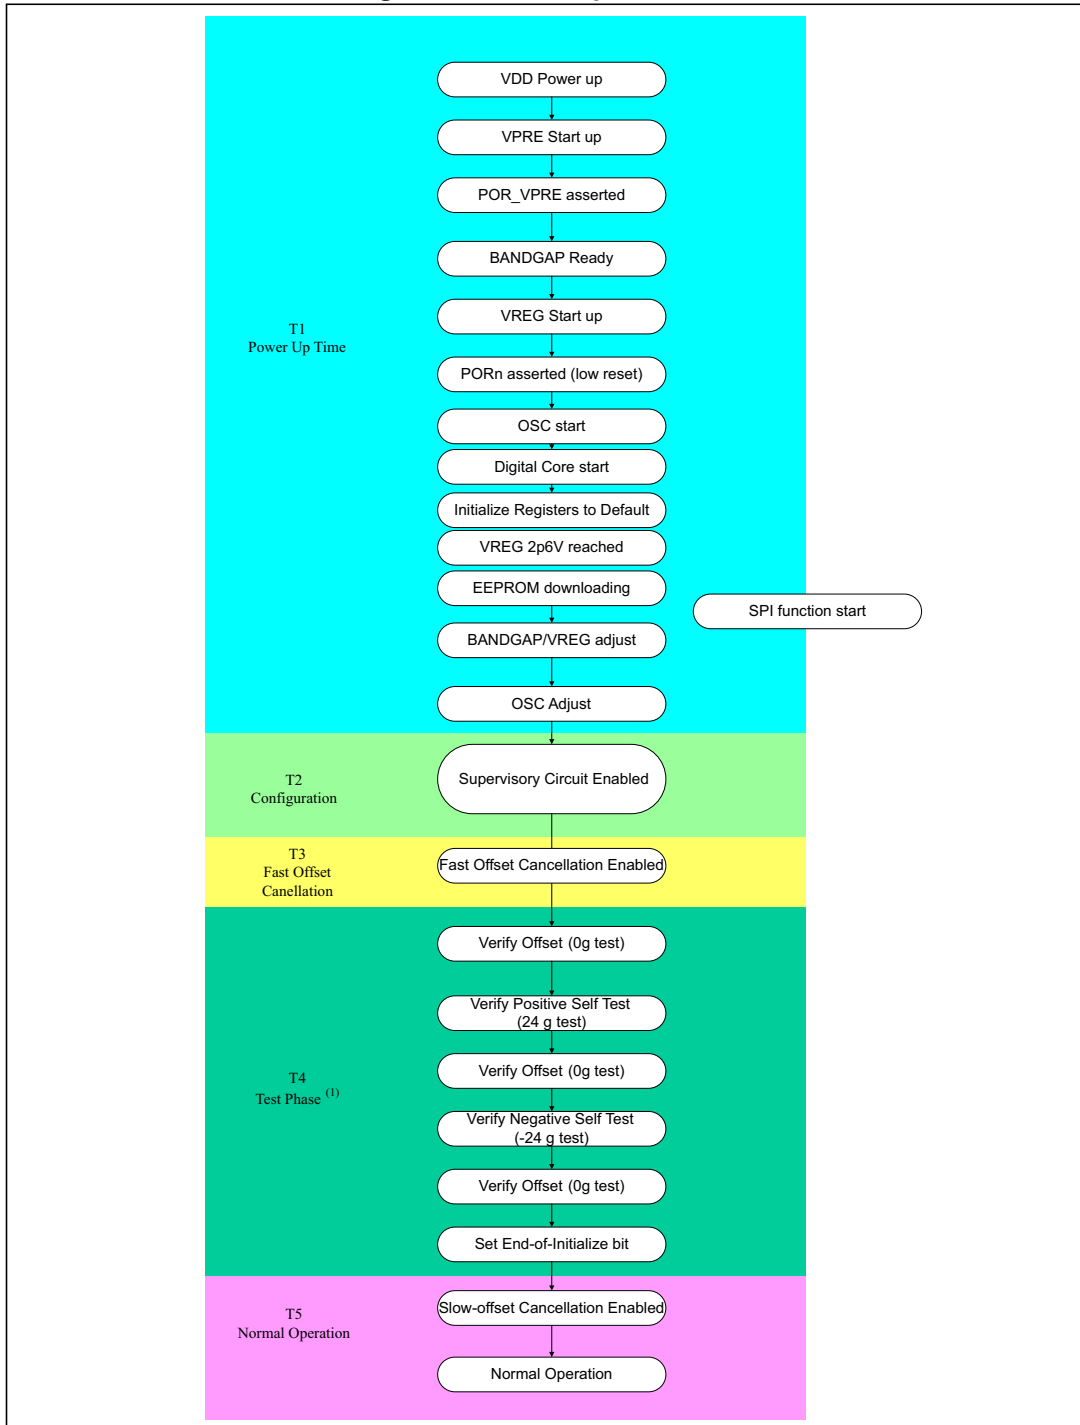 VDD Power up
VPRE Start up
POR_VPRE asserted
BANDGAP Ready
VREG Start up
T1
Power Up Time
PORn asserted (low reset)
OSC start
Digital Core start
Initialize Registers to Default
VREG 2p6V reached
EEPROM downloading
SPI function start
BANDGAP/VREG adjust
OSC Adjust
T2
Configuration
Supervisory Circuit Enabled
T3
Fast Offset
Canellation
Fast Offset Cancellation Enabled
Verify Offset (0g test)
Verify Positive Self Test
(24 g test)
Verify Offset (0g test)
T4
Test Phase (1)
Verify Negative Self Test
(-24 g test)
Verify Offset (0g test)
Set End-of-Initialize bit
Slow-offset Cancellation Enabled
T5
Normal Operation
Normal Operation